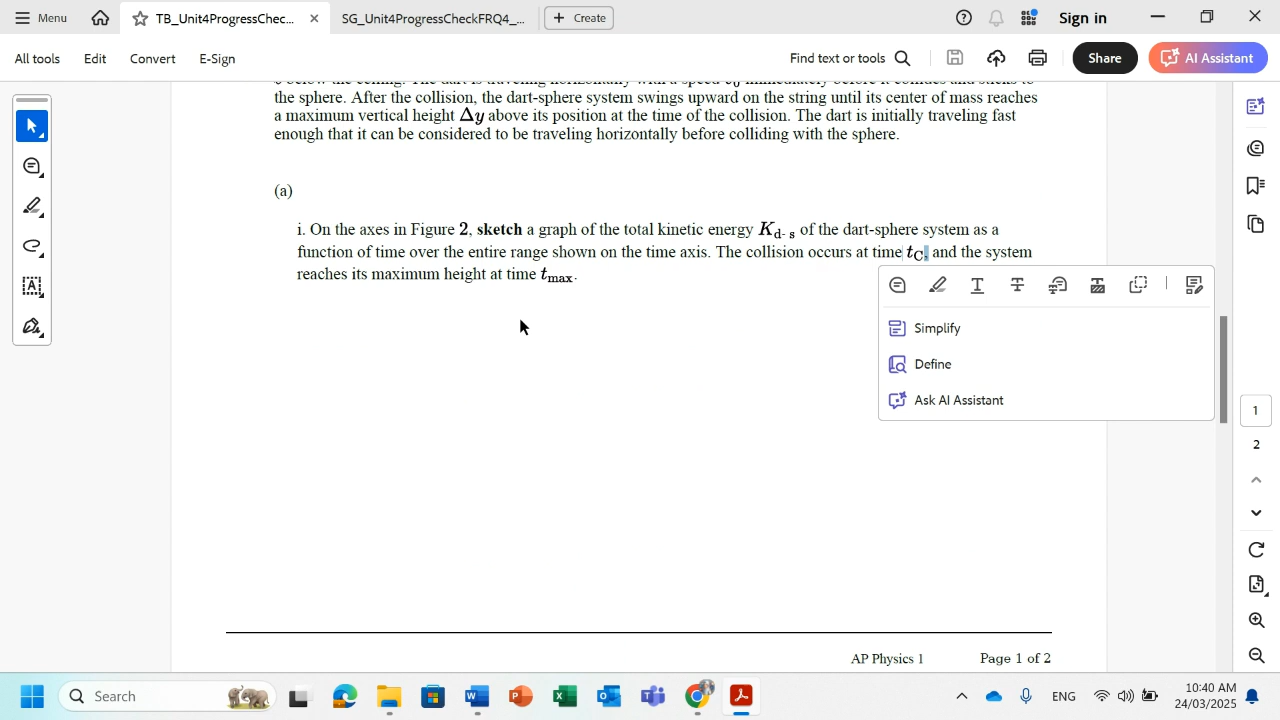 Menu
TB_Unit4ProgressChec...
SG_Unit4ProgressCheckFRQ4_...
Create
Sign in
All tools
Edit
Convert
E-Sign
Find text or tools
Share
AI Assistant
the sphere. After the collision, the dart-sphere system swings upward on the string until its center of mass reaches
a maximum vertical height Δy above its position at the time of the collision. The dart is initially traveling fast
enough that it can be considered to be traveling horizontally before colliding with the sphere.
(a)
i. On the axes in Figure 2, sketch a graph of the total kinetic energy K_d-s of the dart-sphere system as a
function of time over the entire range shown on the time axis. The collision occurs at time t_C, and the system
reaches its maximum height at time t_max.
Simplify
Define
Ask AI Assistant
1
2
AP Physics 1 Page 1 of 2
Search
ENG
10:40 AM
24/03/2025